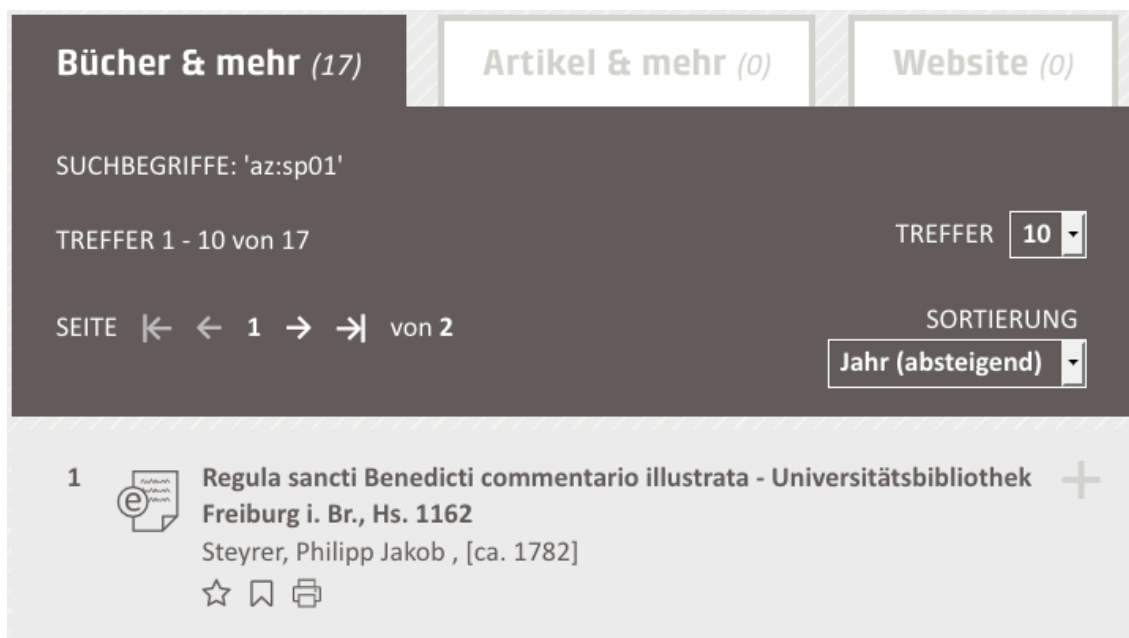 Bücher & mehr (17)
Artikel & mehr (0)
Website (0)
SUCHBEGRIFFE: 'az:sp01'
TREFFER 1 - 10 von 17
TREFFER 10
SEITE 1 von 2
SORTIERUNG
Jahr (absteigend)
1
Regula sancti Benedicti commentario illustrata - Universitätsbibliothek
Freiburg i. Br., Hs. 1162
Steyrer, Philipp Jakob , [ca. 1782]